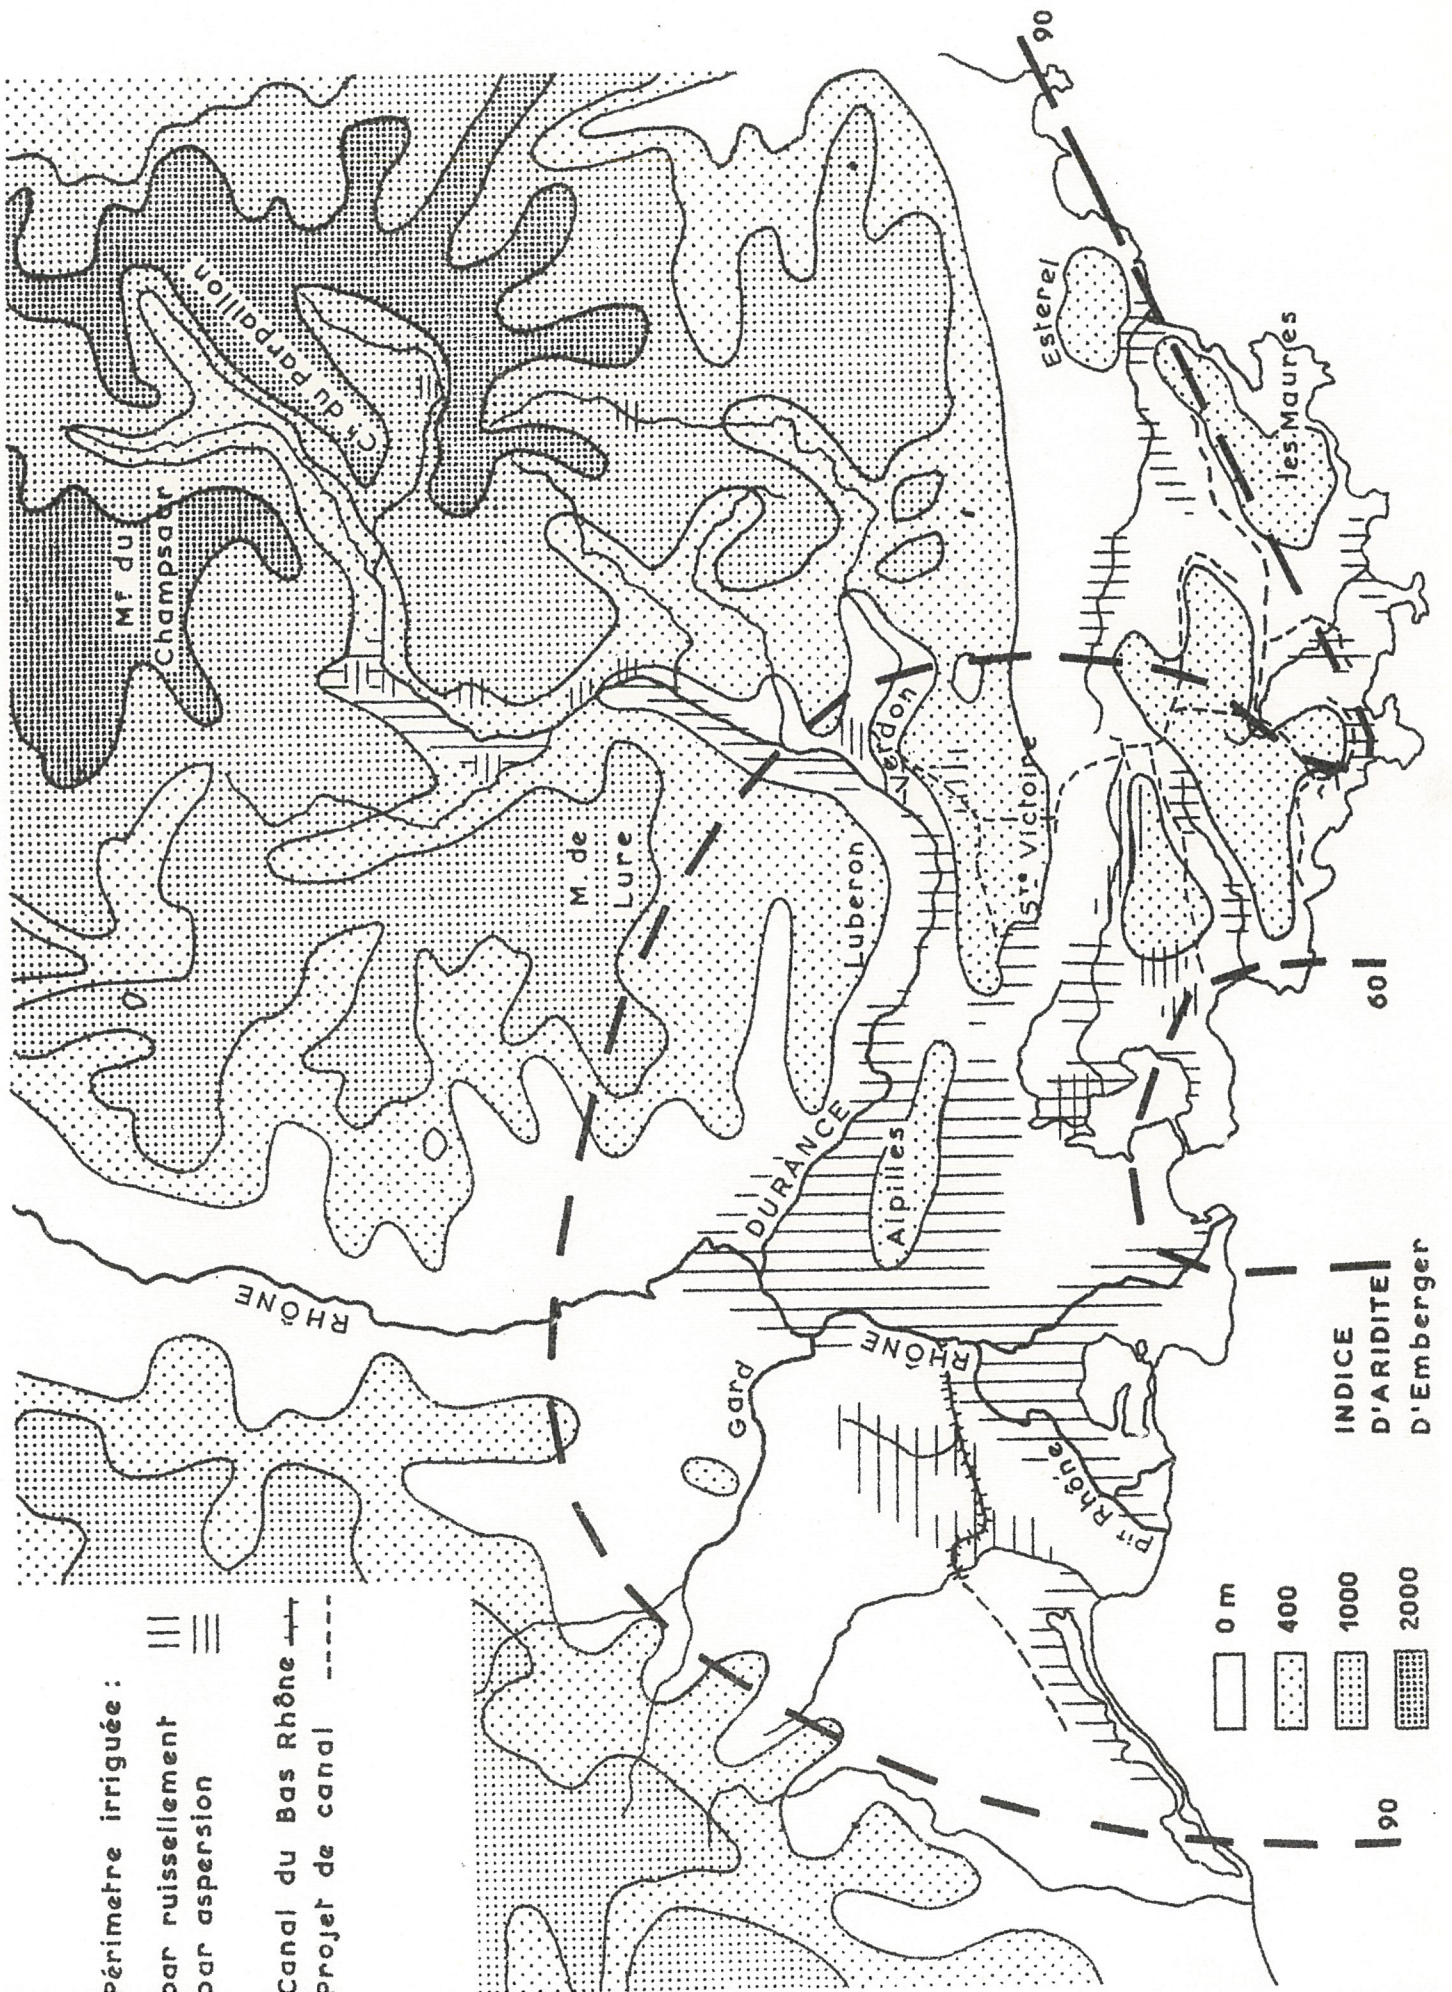 Périmetre irriguée :
par ruissellement
par aspersion
Canal du Bas Rhône
projet de canal
Mᵗ du
Champsaur
Chⁿ du Parpaillon
RHÔNE
M. de
Lure
Luberon
DURANCE
Verdon
Sᵗᵉ Victoire
Alpilles
Gard
RHÔNE
Pit Rhône
Esterel
les Maures
90
60
90
INDICE
D'ARIDITE
D'Emberger
0 m
400
1000
2000